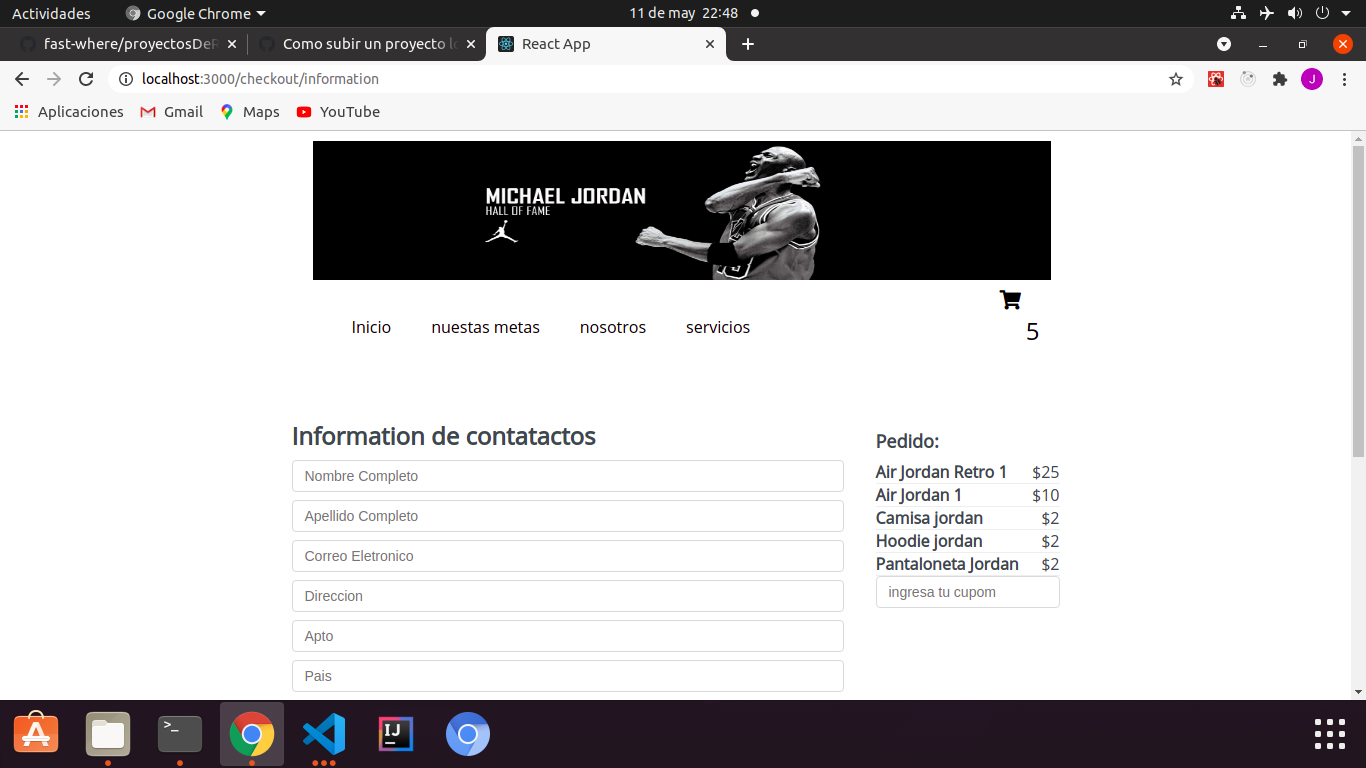 Actividades
Google Chrome
11 de may 22:48
fast-where/proyectosDeR
Como subir un proyecto lo
React App
localhost:3000/checkout/information
J
Aplicaciones
Gmail
Maps
YouTube
MICHAEL JORDAN
HALL OF FAME
Inicio
nuestas metas
nosotros
servicios
5
Information de contatactos
Nombre Completo
Apellido Completo
Correo Eletronico
Direccion
Apto
Pais
Pedido:
Air Jordan Retro 1 $25
Air Jordan 1 $10
Camisa jordan $2
Hoodie jordan $2
Pantaloneta Jordan $2
ingresa tu cupom
>_
IJ